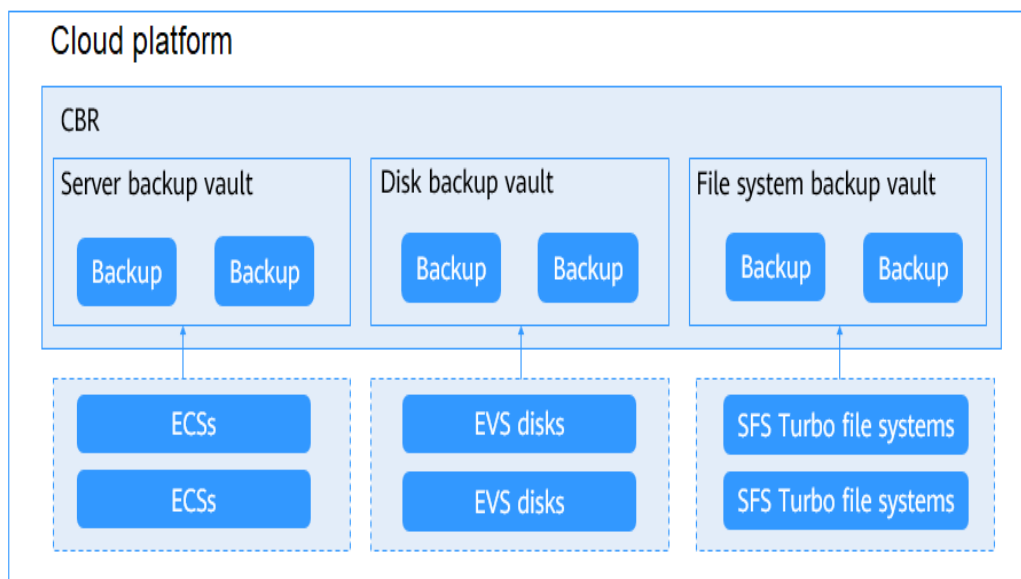 Cloud platform
CBR
Server backup vault
Backup
Backup
Disk backup vault
Backup
Backup
File system backup vault
Backup
Backup
ECSs
ECSs
EVS disks
EVS disks
SFS Turbo file systems
SFS Turbo file systems